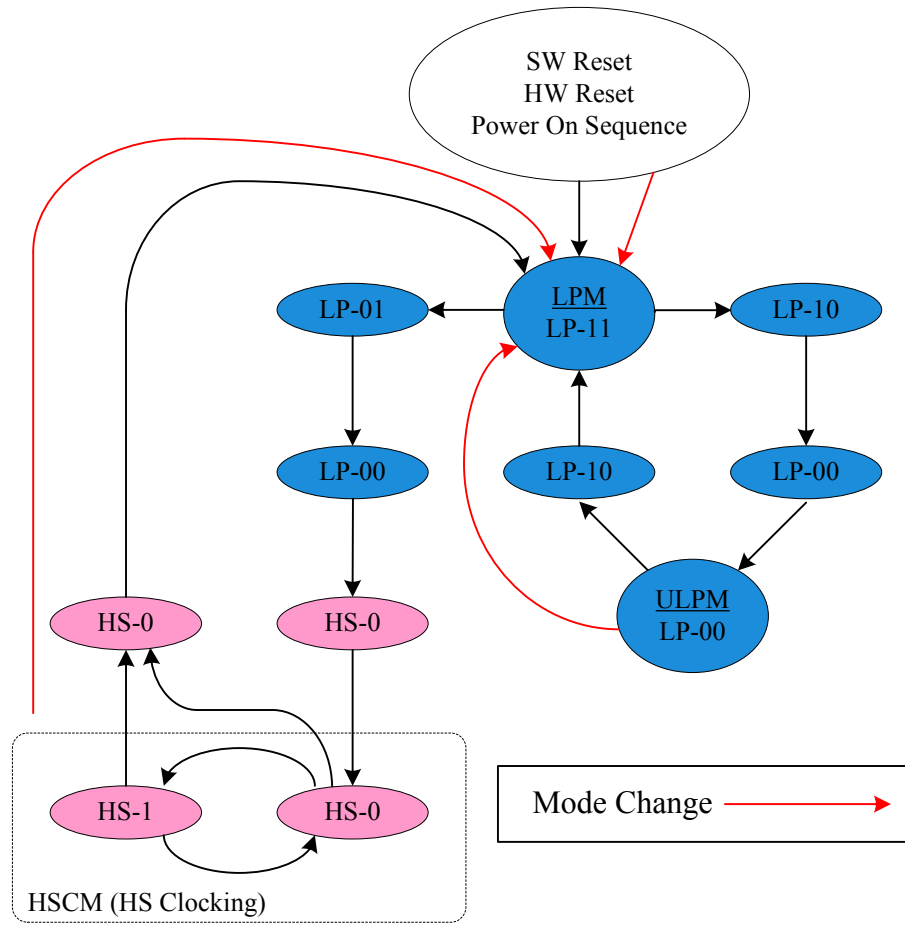 SW Reset
HW Reset
Power On Sequence
LP-01
LPM
LP-11
LP-10
LP-00
LP-10
LP-00
ULPM
LP-00
HS-0
HS-0
HS-1
HS-0
HSCM (HS Clocking)
Mode Change